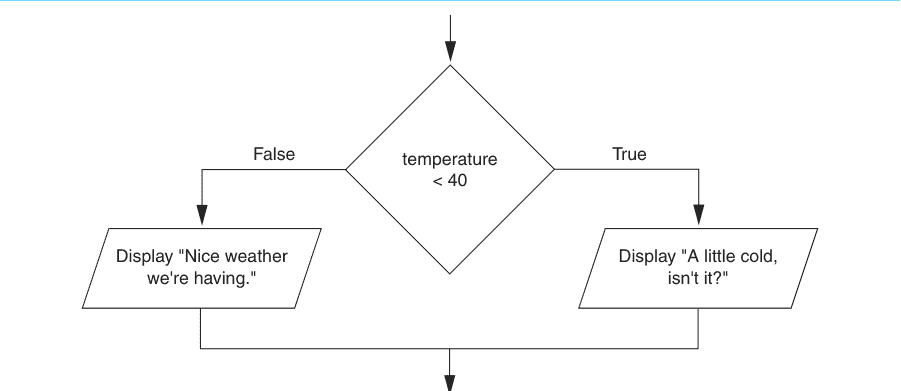 False
temperature
< 40
True
Display "Nice weather
we're having."
Display "A little cold,
isn't it?"